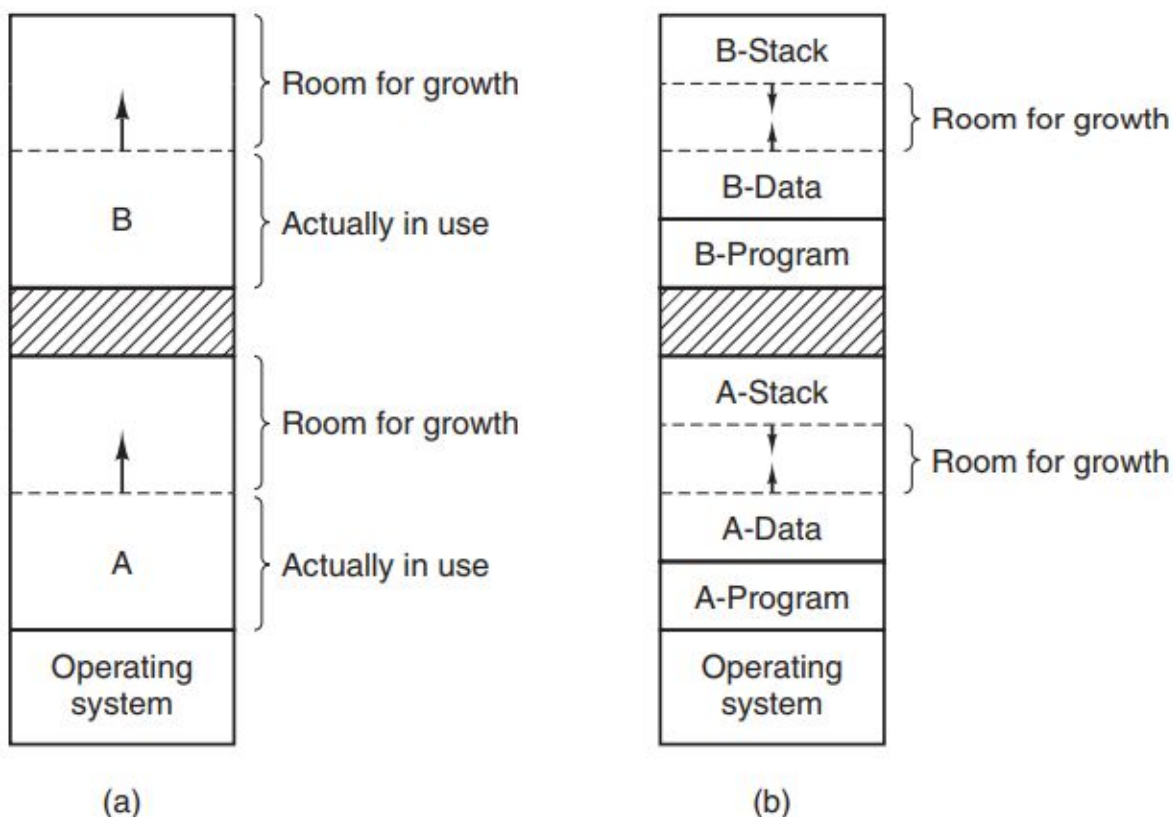 Room for growth
B
Actually in use
Room for growth
A
Actually in use
Operating
system
(a)
B-Stack
Room for growth
B-Data
B-Program
A-Stack
Room for growth
A-Data
A-Program
Operating
system
(b)